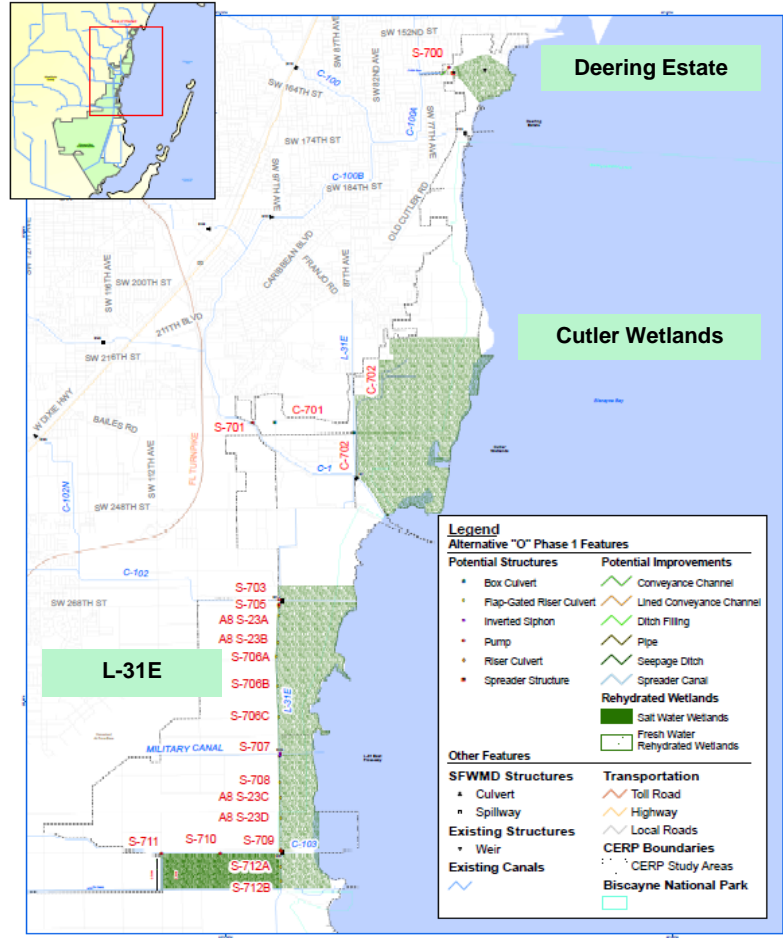 SW 152ND ST
S-700
Deering Estate
SW 87TH AVE
SW 82ND AVE
C-100
SW 164TH ST
C-100A
SW 77TH AVE
SW 174TH ST
C-100B
SW 184TH ST
SW 97TH AVE
OLD CUTLER RD
SW 127TH AVE
CARIBBEAN BLVD
FRANJO RD
87TH AVE
SW 200TH ST
SW 116TH AVE
211TH BLVD
L-31E
Cutler Wetlands
SW 216TH ST
C-702
W DIXIE HWY
C-701
BAILES RD
S-701
FL TURNPIKE
SW 112TH AVE
C-702
C-1
C-102N
SW 248TH ST
Biscayne Bay
Cutler
Wetlands
C-102
SW 268TH ST
S-703
S-705
A8 S-23A
A8 S-23B
S-706A
L-31E
S-706B
L-31E
S-706C
MILITARY CANAL
S-707
S-708
A8 S-23C
A8 S-23D
S-711
S-710
S-709
C-103
S-712A
S-712B
Legend
Alternative "O" Phase 1 Features
Potential Structures
Box Culvert
Flap-Gated Riser Culvert
Inverted Siphon
Pump
Riser Culvert
Spreader Structure
Potential Improvements
Conveyance Channel
Lined Conveyance Channel
Ditch Filling
Pipe
Seepage Ditch
Spreader Canal
Rehydrated Wetlands
Salt Water Wetlands
Fresh Water
Rehydrated Wetlands
Other Features
SFWMD Structures
Culvert
Spillway
Existing Structures
Weir
Existing Canals
Transportation
Toll Road
Highway
Local Roads
CERP Boundaries
CERP Study Areas
Biscayne National Park